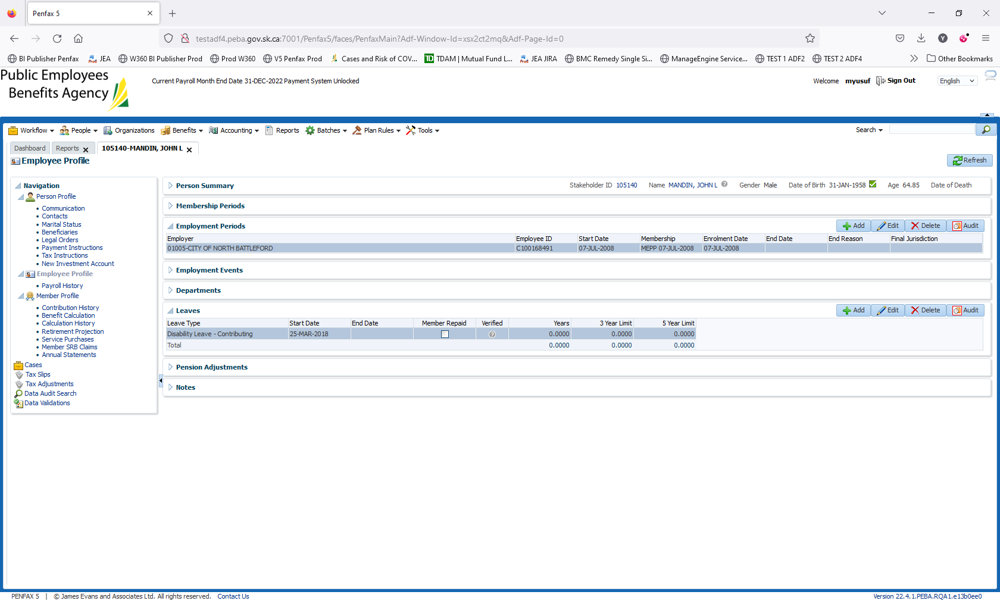 Penfax 5
testadf4.peba.gov.sk.ca:7001/Penfax5/faces/PenfaxMain?Adf-Window-Id=xsx2ct2mq&Adf-Page-Id=0
BI Publisher Penfax JEA W360 BI Publisher Prod Prod W360 V5 Penfax Prod Cases and Risk of COV... TDAM | Mutual Fund L... JEA JIRA BMC Remedy Single Si... ManageEngine Service... TEST 1 ADF2 TEST 2 ADF4 Other Bookmarks
Public Employees
Benefits Agency
Current Payroll Month End Date 31-DEC-2022 Payment System Unlocked
Welcome myusuf Sign Out English
Workflow People Organizations Benefits Accounting Reports Batches Plan Rules Tools Search
Dashboard Reports 105140-MANDIN, JOHN L
Employee Profile
Refresh
Navigation
Person Profile
Communication
Contacts
Marital Status
Beneficiaries
Legal Orders
Payment Instructions
Tax Instructions
New Investment Account
Employee Profile
Payroll History
Member Profile
Contribution History
Benefit Calculation
Calculation History
Retirement Projection
Service Purchases
Member SRB Claims
Annual Statements
Cases
Tax Slips
Tax Adjustments
Data Audit Search
Data Validations
Person Summary Stakeholder ID 105140 Name MANDIN, JOHN L Gender Male Date of Birth 31-JAN-1958 Age 64.85 Date of Death
Membership Periods
Employment Periods Add Edit Delete Audit
Employer Employee ID Start Date Membership Enrolment Date End Date End Reason Final Jurisdiction
01005-CITY OF NORTH BATTLEFORD C100168491 07-JUL-2008 MEPP 07-JUL-2008 07-JUL-2008
Employment Events
Departments
Leaves Add Edit Delete Audit
Leave Type Start Date End Date Member Repaid Verified Years 3 Year Limit 5 Year Limit
Disability Leave - Contributing 25-MAR-2018 0.0000 0.0000 0.0000
Total 0.0000 0.0000 0.0000
Pension Adjustments
Notes
PENFAX 5 | © James Evans and Associates Ltd. All rights reserved. Contact Us
Version 22.4.1.PEBA.RQA1.e13b0ee0